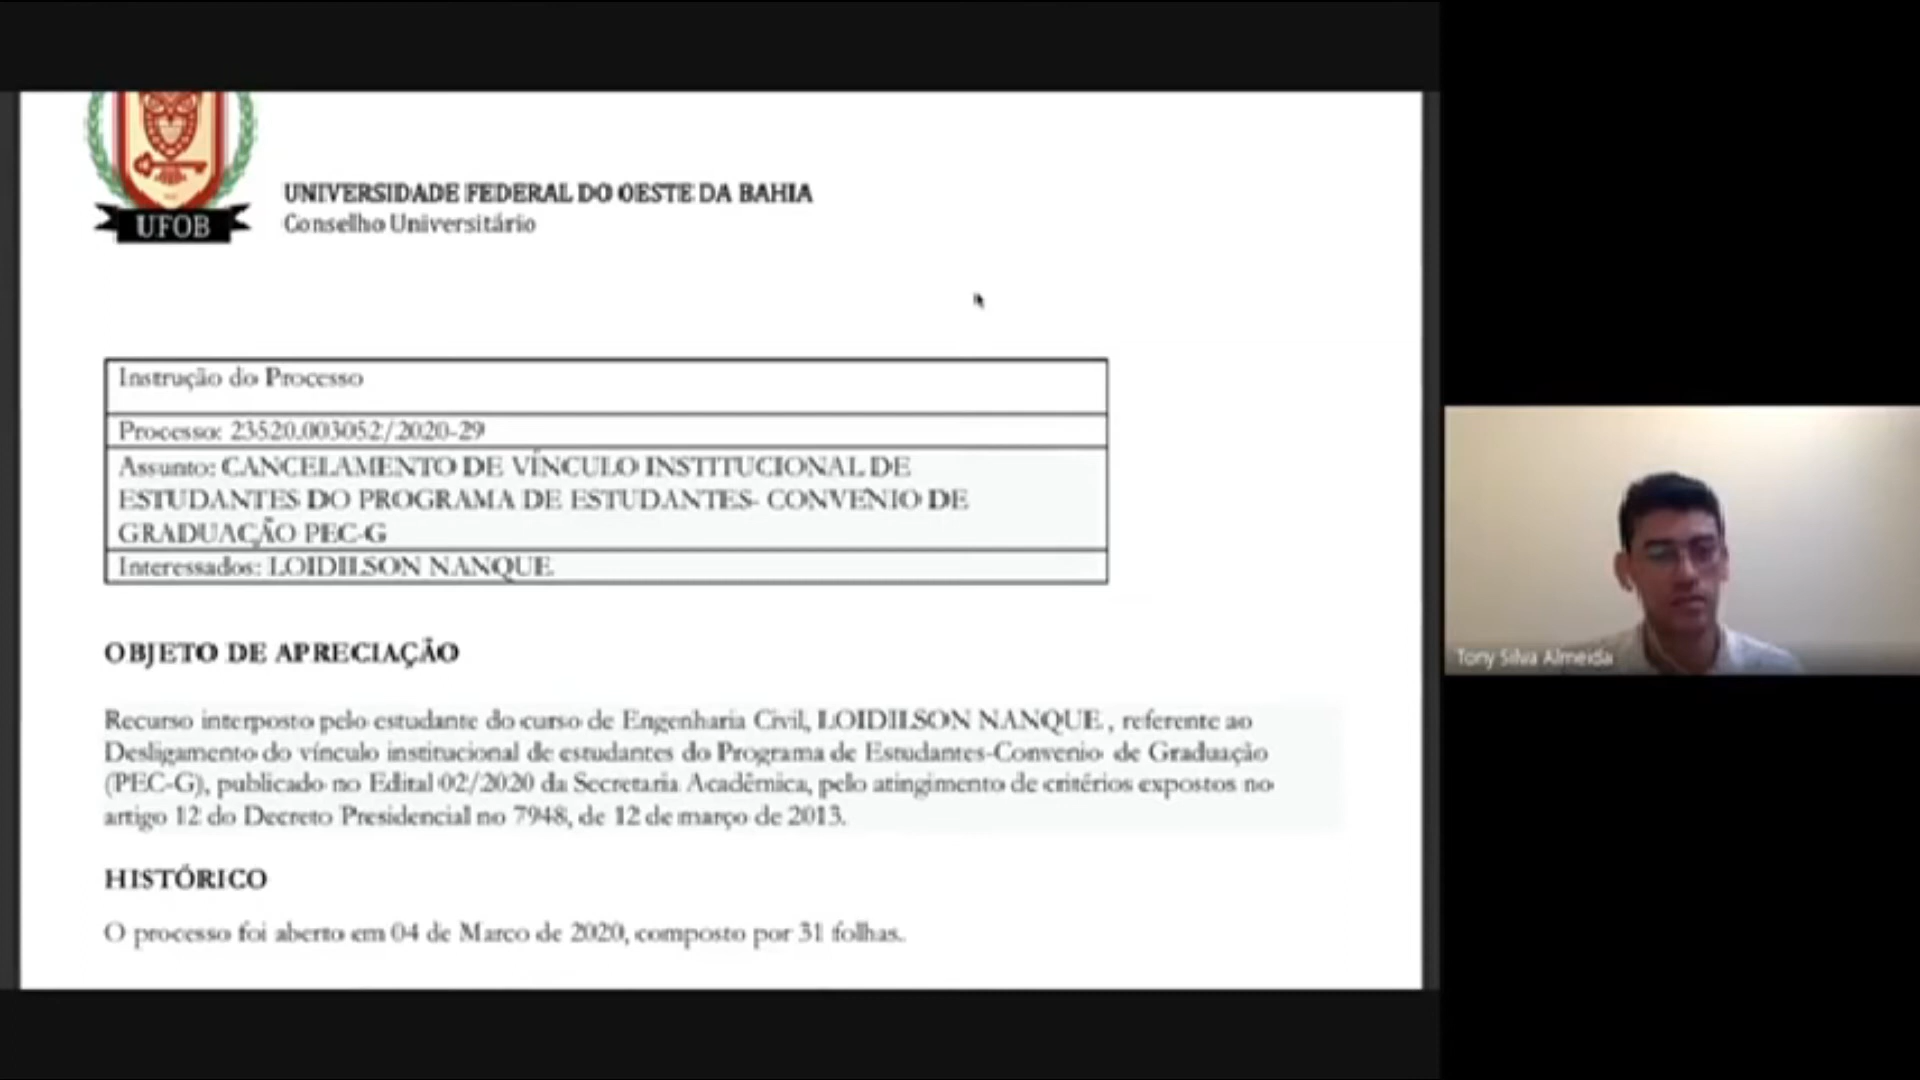 UFOB
UNIVERSIDADE FEDERAL DO OESTE DA BAHIA
Conselho Universitário
Instrução do Processo
Processo: 23520.003052/2020-29
Assunto: CANCELAMENTO DE VÍNCULO INSTITUCIONAL DE
ESTUDANTES DO PROGRAMA DE ESTUDANTES- CONVENIO DE
GRADUAÇÃO PEC-G
Interessados: LOIDILSON NANQUE
OBJETO DE APRECIAÇÃO
Recurso interposto pelo estudante do curso de Engenharia Civil, LOIDILSON NANQUE , referente ao
Desligamento do vínculo institucional de estudantes do Programa de Estudantes-Convenio de Graduação
(PEC-G), publicado no Edital 02/2020 da Secretaria Acadêmica, pelo atingimento de critérios expostos no
artigo 12 do Decreto Presidencial no 7948, de 12 de março de 2013.
HISTÓRICO
O processo foi aberto em 04 de Marco de 2020, composto por 31 folhas.
Tony Silva Almeida